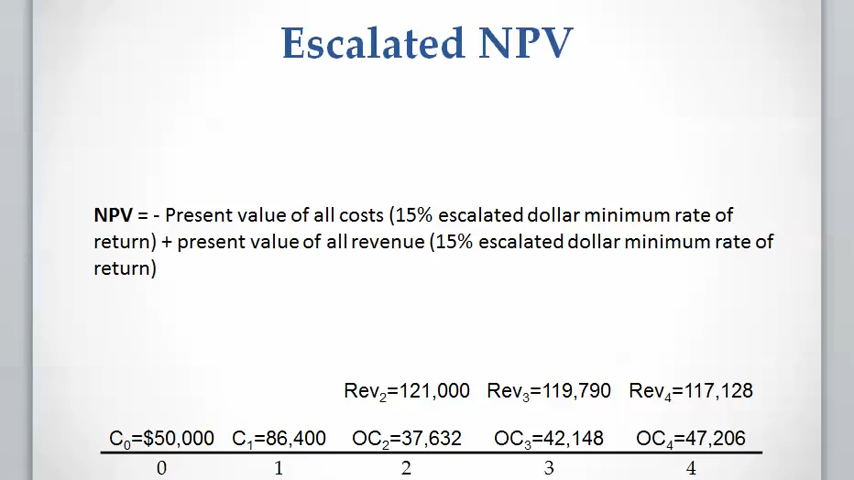 Escalated NPV
NPV = - Present value of all costs (15% escalated dollar minimum rate of
return) + present value of all revenue (15% escalated dollar minimum rate of
return)
Rev₂=121,000 Rev₃=119,790 Rev₄=117,128
C₀=$50,000 C₁=86,400 OC₂=37,632 OC₃=42,148 OC₄=47,206
0 1 2 3 4